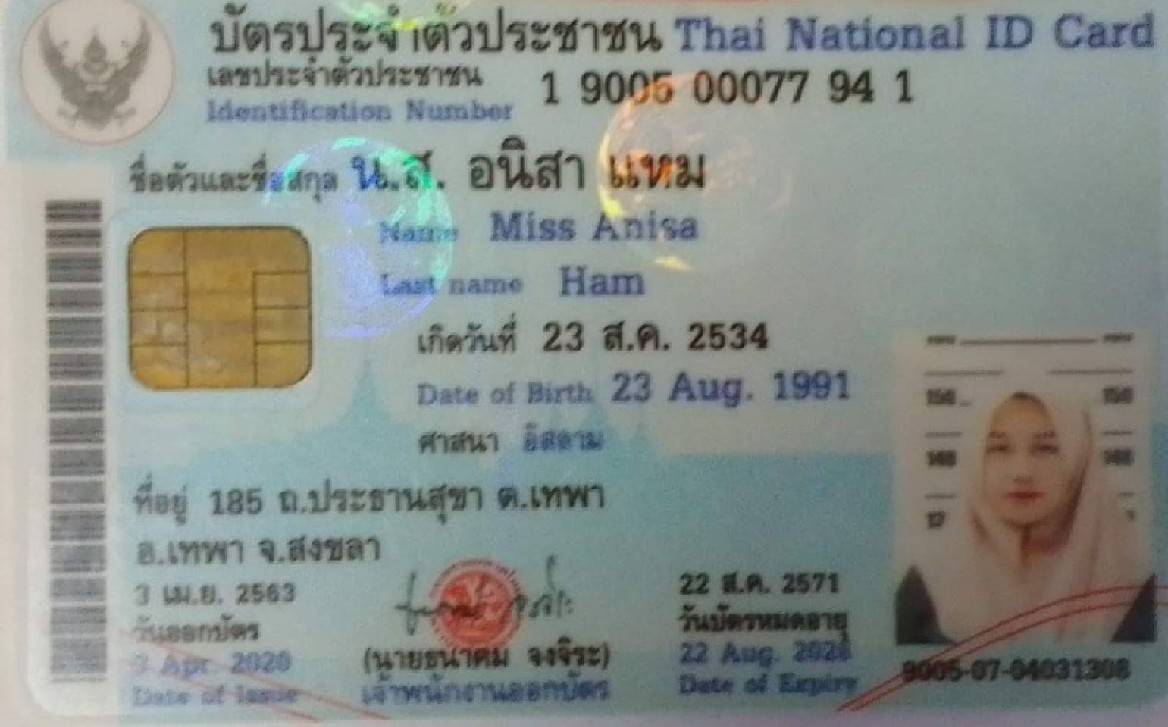 บัตรประจำตัวประชาชน Thai National ID Card
เลขประจำตัวประชาชน 1 9005 00077 94 1
Identification Number
ชื่อตัวและชื่อสกุล น.ส. อนิสา แหม
Name Miss Anisa
Last name Ham
เกิดวันที่ 23 ส.ค. 2534
Date of Birth 23 Aug. 1991
ศาสนา อิสลาม
ที่อยู่ 185 ถ.ประธานสุขา ต.เทพา
อ.เทพา จ.สงขลา
3 เม.ย. 2563
วันออกบัตร
3 Apr. 2020
Date of Issue
(นายธนาคม จงจิระ)
เจ้าพนักงานออกบัตร
22 ส.ค. 2571
วันบัตรหมดอายุ
22 Aug. 2028
Date of Expiry
150 150
9005-07-04031308